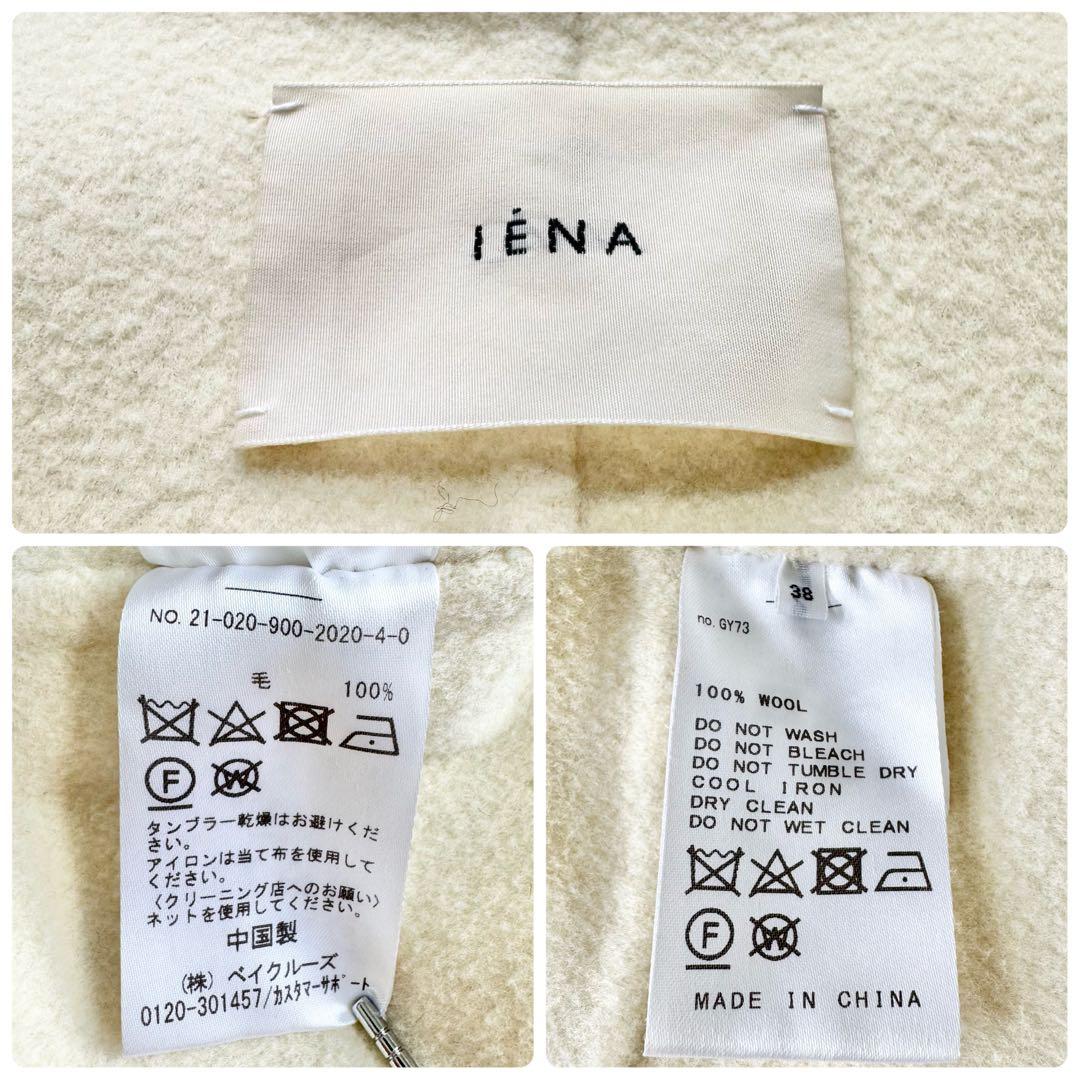 IÉNA
NO. 21-020-900-2020-4-0
毛 100%
F W
タンブラー乾燥はお避けくだ
さい。
アイロンは当て布を使用して
ください。
〈クリーニング店へのお願い〉
ネットを使用してください。
中国製
(株) ベイクルーズ
0120-301457/カスタマーサポート
38
no. GY73
100% WOOL
DO NOT WASH
DO NOT BLEACH
DO NOT TUMBLE DRY
COOL IRON
DRY CLEAN
DO NOT WET CLEAN
F W
MADE IN CHINA